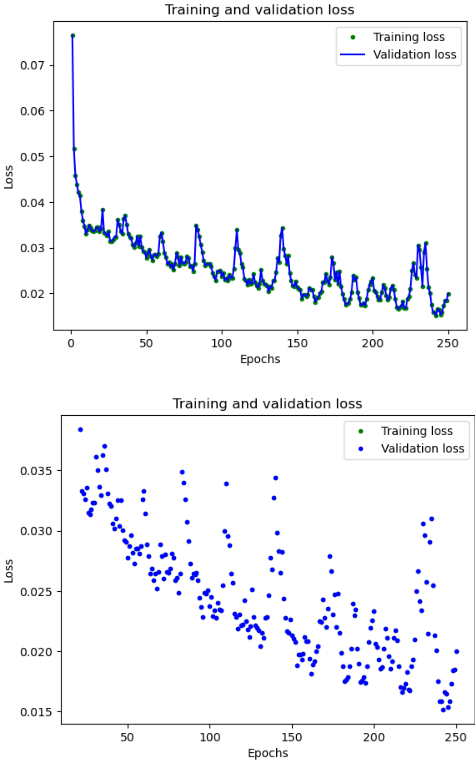 Training and validation loss
Training loss
Validation loss
0.07
0.06
0.05
0.04
0.03
0.02
Loss
0 50 100 150 200 250
Epochs
Training and validation loss
Training loss
Validation loss
0.035
0.030
0.025
0.020
0.015
Loss
50 100 150 200 250
Epochs